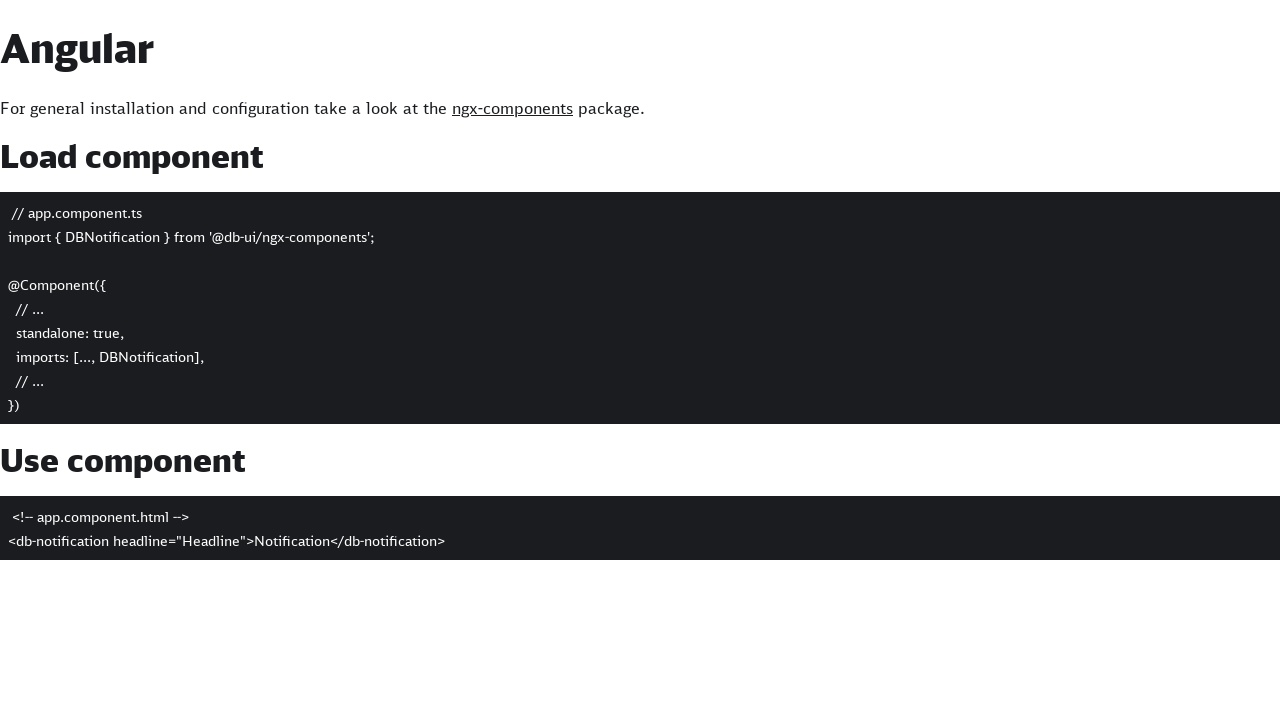 Angular
For general installation and configuration take a look at the ngx-components package.
Load component
// app.component.ts
import { DBNotification } from '@db-ui/ngx-components';
@Component({
// ...
standalone: true,
imports: [..., DBNotification],
// ...
})
Use component
<!-- app.component.html -->
<db-notification headline="Headline">Notification</db-notification>